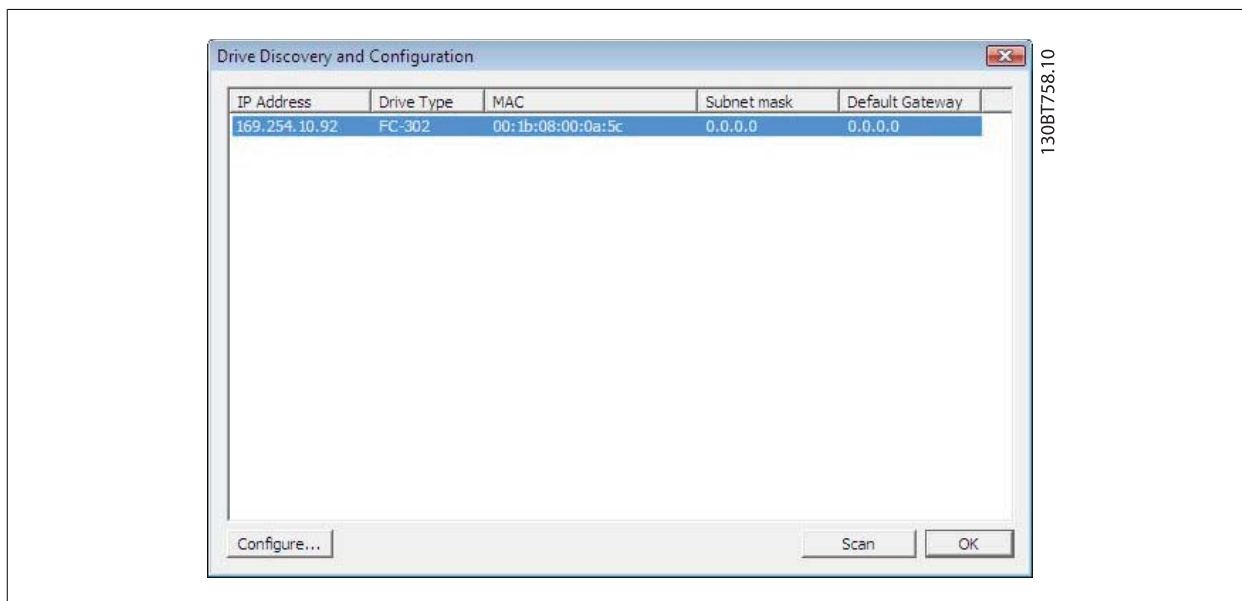 Drive Discovery and Configuration
IP Address Drive Type MAC Subnet mask Default Gateway
169.254.10.92 FC-302 00:1b:08:00:0a:5c 0.0.0.0 0.0.0.0
Configure... Scan OK
130BT758.10